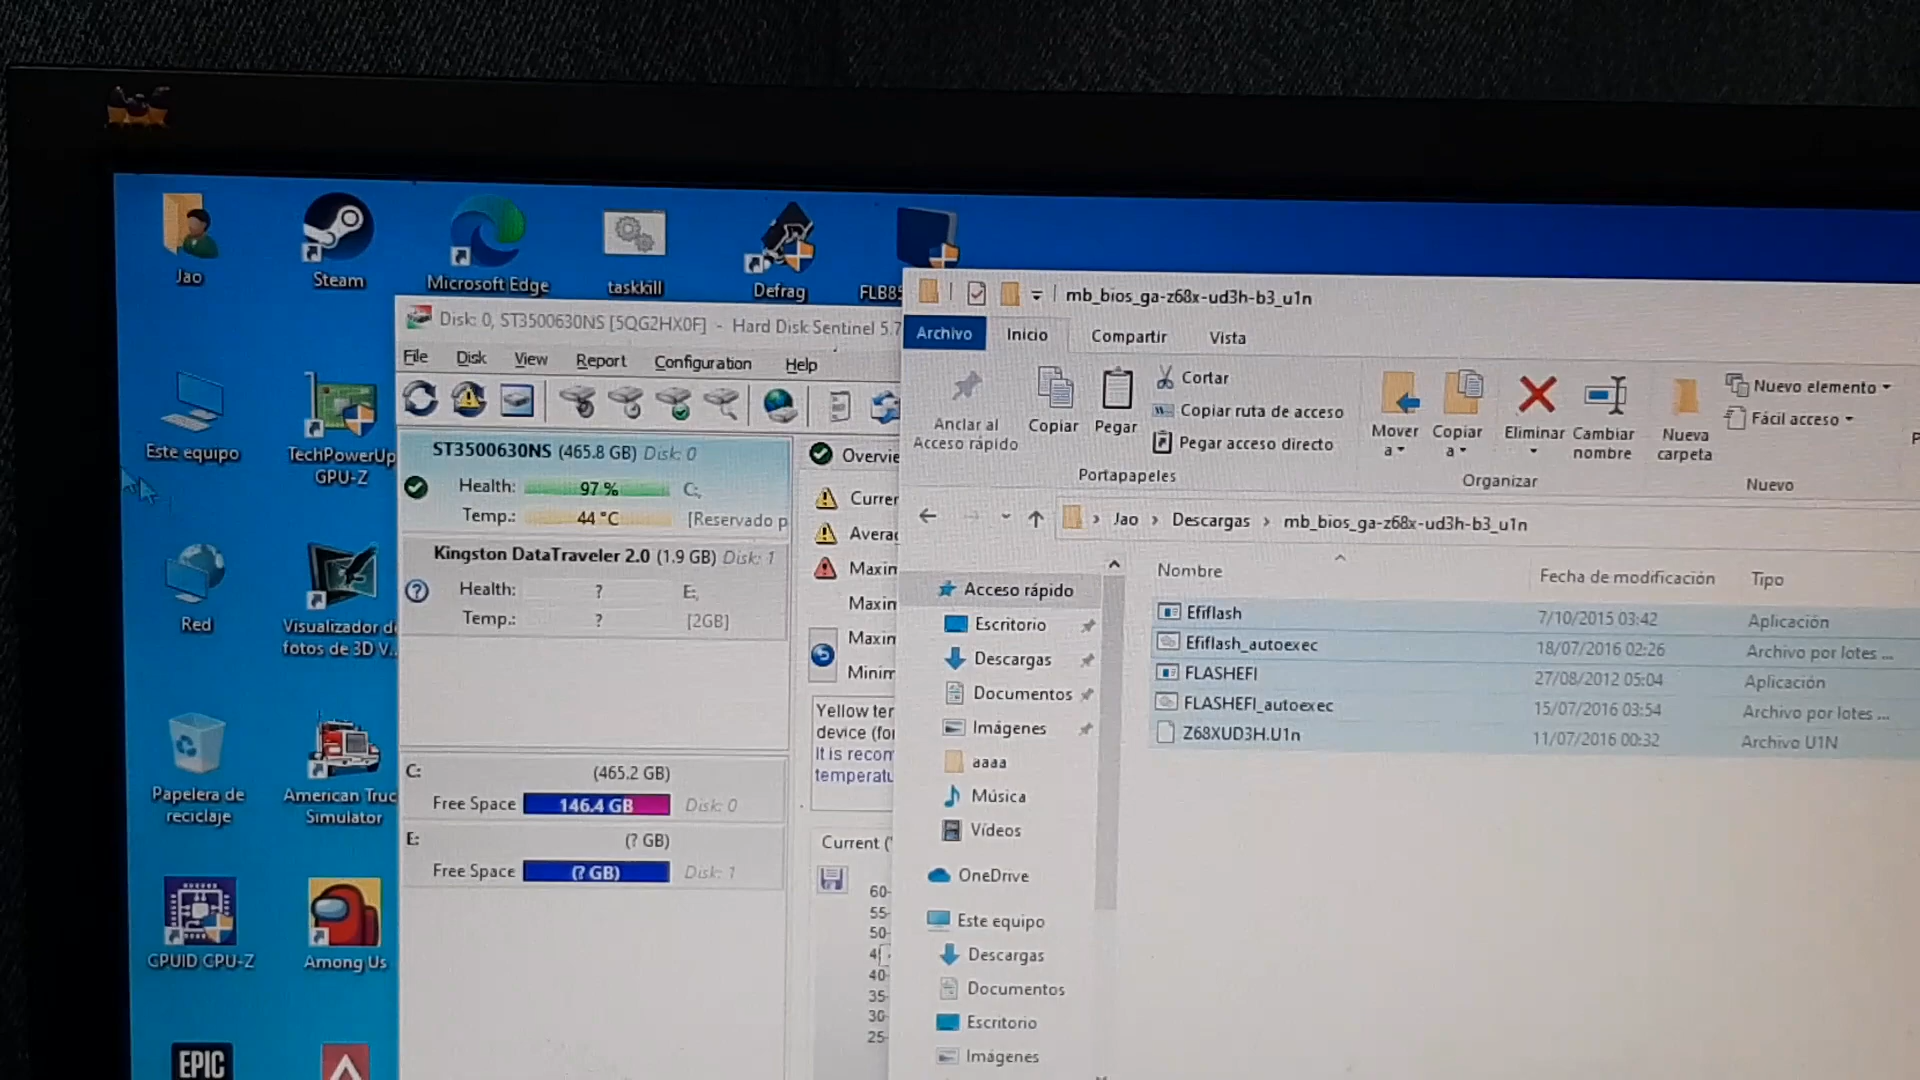 Jao
Steam
Microsoft Edge
taskkill
Defrag
FLB85
Este equipo
TechPowerUp
GPU-Z
Red
Visualizador de
fotos de 3D V...
Papelera de
reciclaje
American Truc
Simulator
CPUID CPU-Z
Among Us
EPIC
Disk: 0, ST3500630NS [5QG2HX0F] - Hard Disk Sentinel 5.7
File Disk View Report Configuration Help
ST3500630NS (465.8 GB) Disk: 0
Health: 97 % C:,
Temp.: 44 °C [Reservado p
Kingston DataTraveler 2.0 (1.9 GB) Disk: 1
Health: ? E:,
Temp.: ? [2GB]
C: (465.2 GB)
Free Space 146.4 GB Disk: 0
E: (? GB)
Free Space (? GB) Disk: 1
Overvie
Currer
Averag
Maxin
Maxin
Maxin
Minim
Yellow ter
device (for
It is recom
temperatu
Current (°
60
55
50
40
35
30
25
mb_bios_ga-z68x-ud3h-b3_u1n
Archivo Inicio Compartir Vista
Anclar al
Acceso rápido
Copiar
Pegar
Cortar
Copiar ruta de acceso
Pegar acceso directo
Portapapeles
Mover
a
Copiar
a
Eliminar
Cambiar
nombre
Organizar
Nueva
carpeta
Nuevo elemento
Fácil acceso
Nuevo
Jao > Descargas > mb_bios_ga-z68x-ud3h-b3_u1n
Acceso rápido
Escritorio
Descargas
Documentos
Imágenes
aaaa
Música
Vídeos
OneDrive
Este equipo
Descargas
Documentos
Escritorio
Imágenes
Nombre Fecha de modificación Tipo
Efiflash 7/10/2015 03:42 Aplicación
Efiflash_autoexec 18/07/2016 02:26 Archivo por lotes ...
FLASHEFI 27/08/2012 05:04 Aplicación
FLASHEFI_autoexec 15/07/2016 03:54 Archivo por lotes ...
Z68XUD3H.U1n 11/07/2016 00:32 Archivo U1N